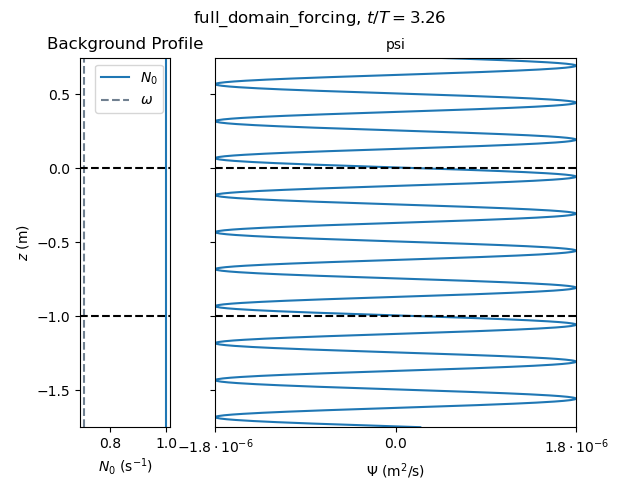 full_domain_forcing, t/T = 3.26
Background Profile
psi
N₀
ω
0.5
0.0
−0.5
−1.0
−1.5
z (m)
0.8
1.0
−1.8 · 10⁻⁶
0.0
1.8 · 10⁻⁶
N₀ (s⁻¹)
Ψ (m²/s)